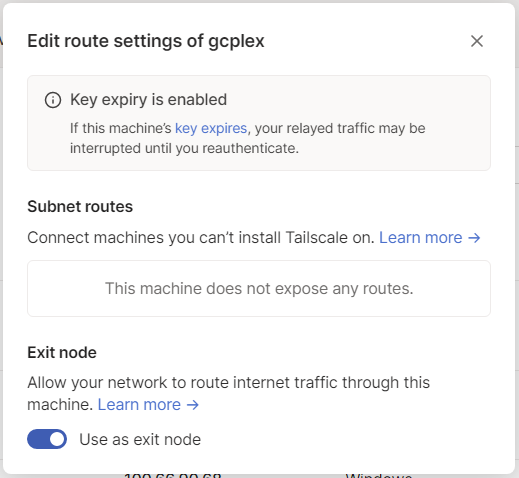 Edit route settings of gcplex
Key expiry is enabled
If this machine's key expires, your relayed traffic may be
interrupted until you reauthenticate.
Subnet routes
Connect machines you can't install Tailscale on. Learn more →
This machine does not expose any routes.
Exit node
Allow your network to route internet traffic through this
machine. Learn more →
Use as exit node